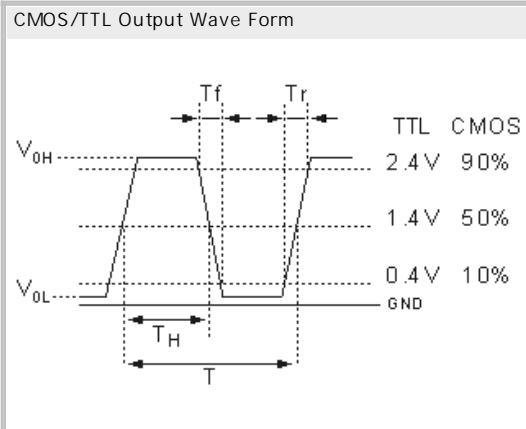 CMOS/TTL Output Wave Form
Tf Tr
TTL CMOS
V0H 2.4V 90%
1.4V 50%
0.4V 10%
V0L GND
TH
T